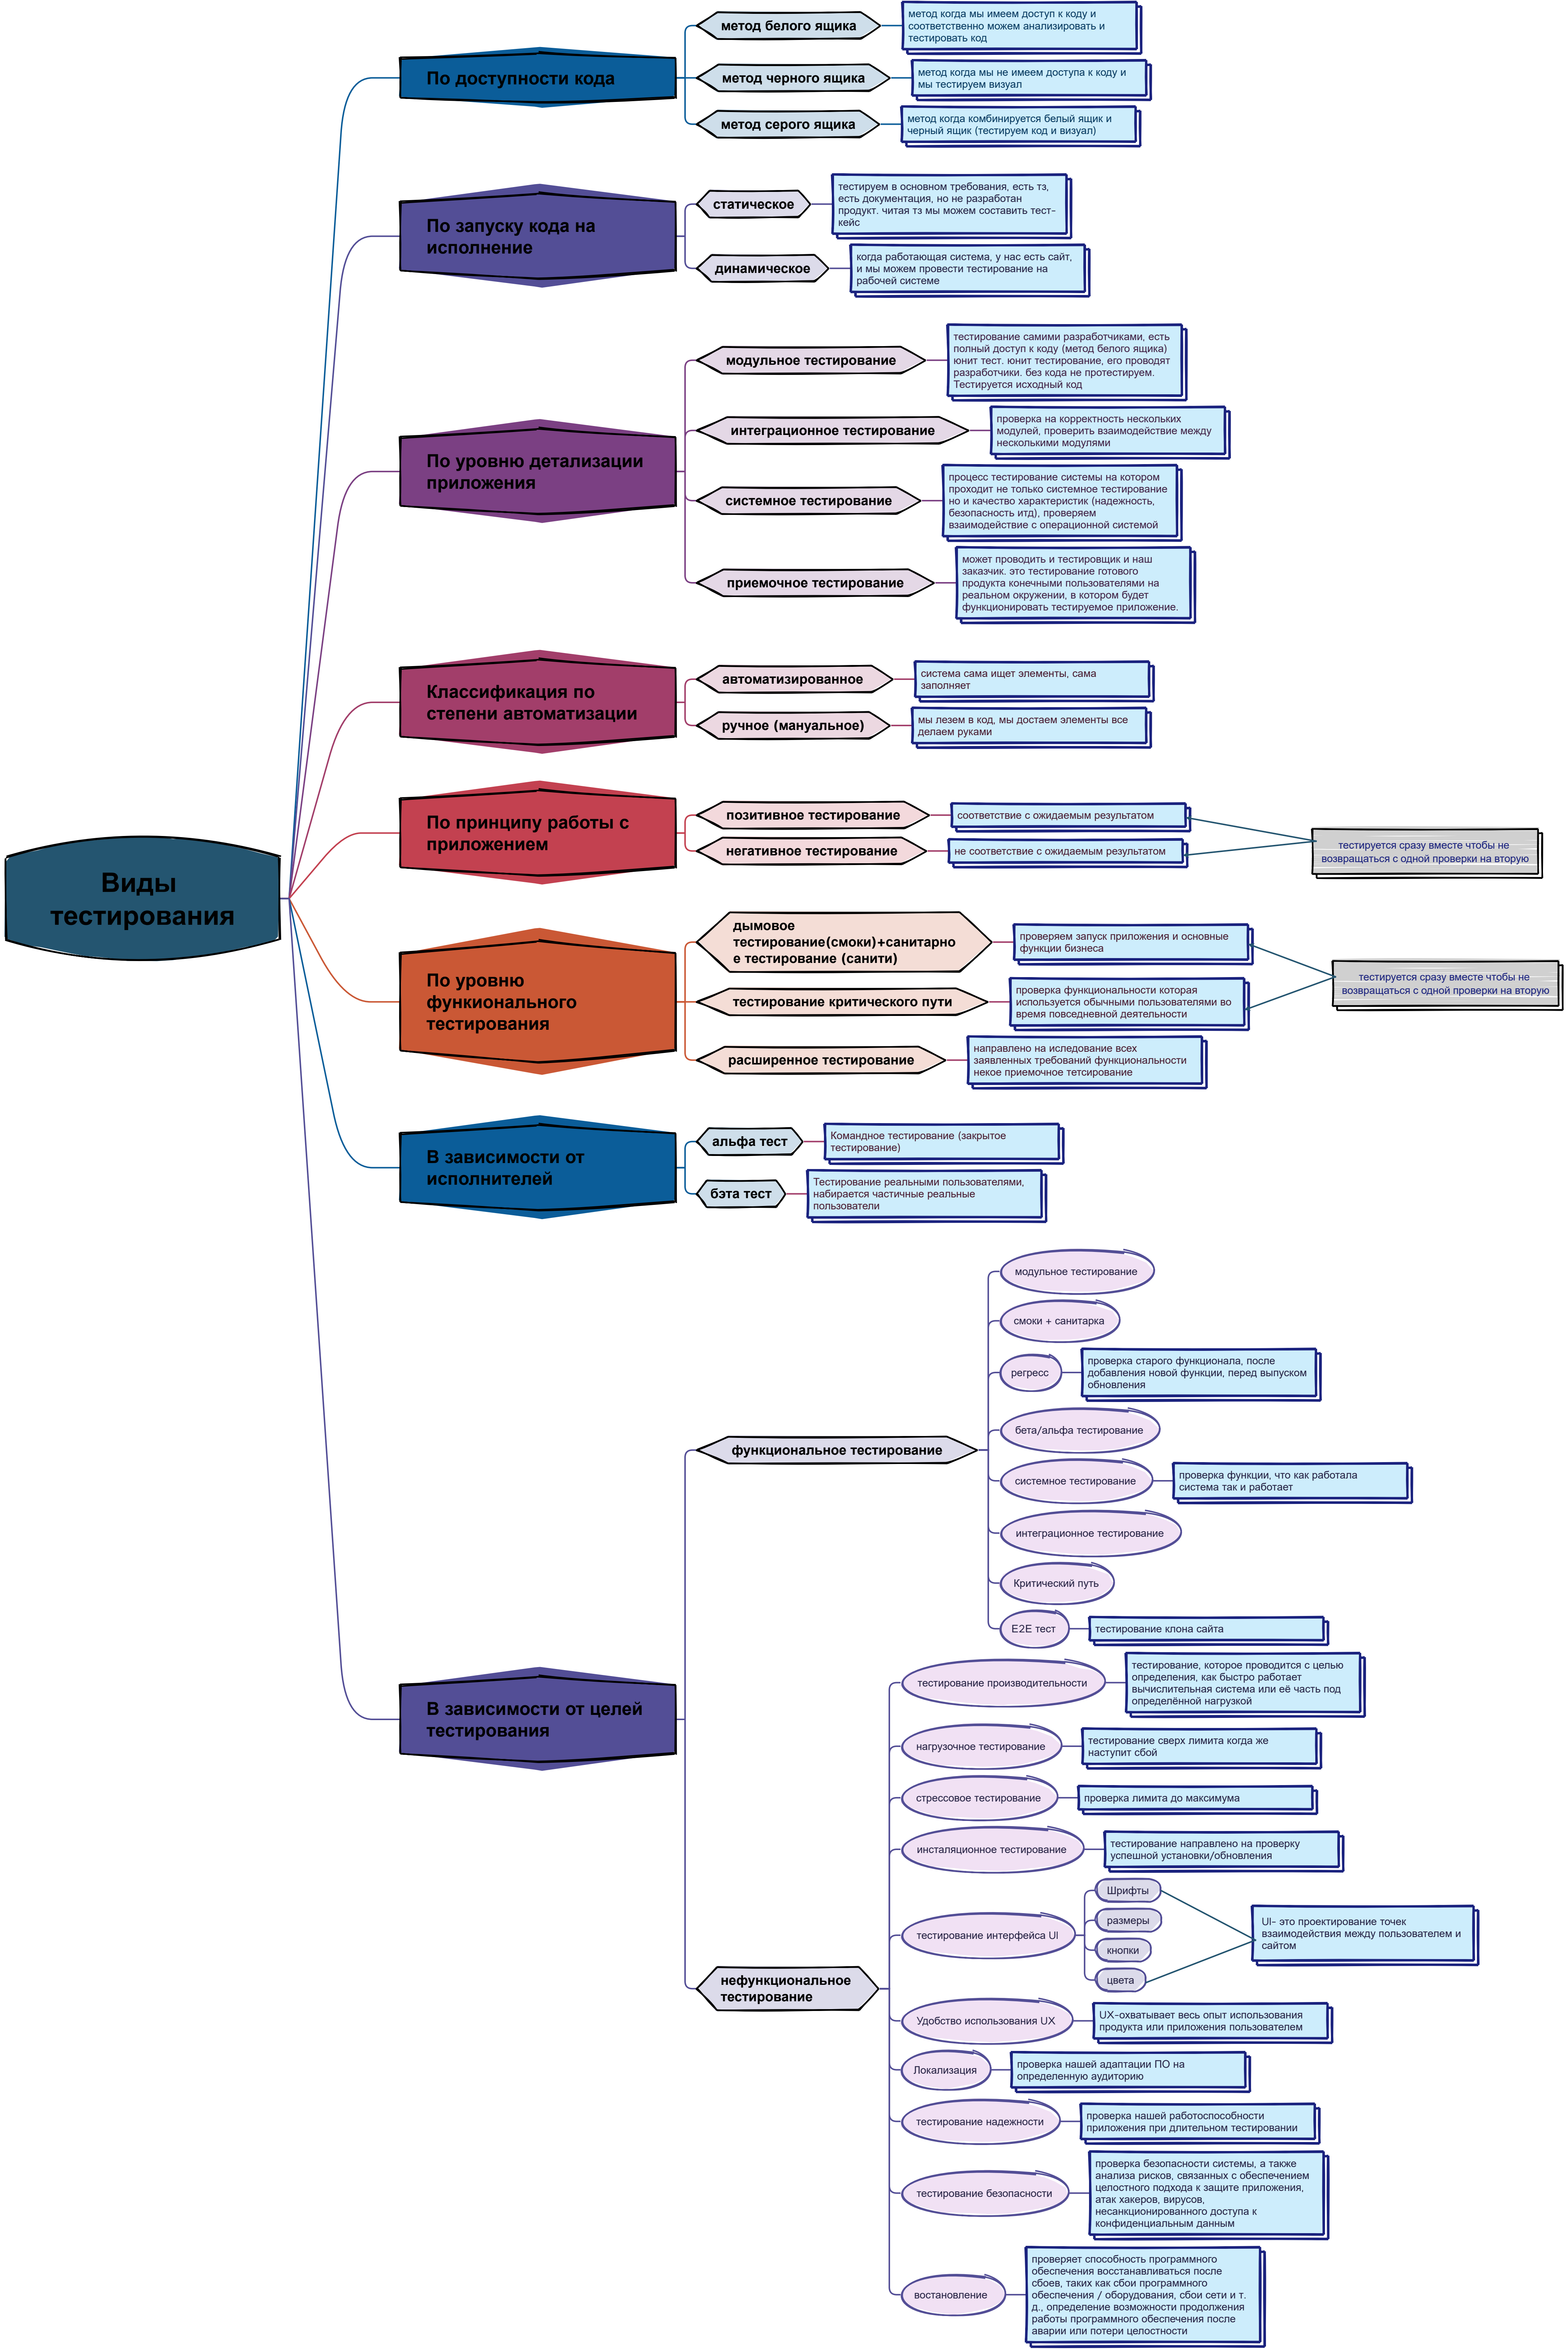 Виды
тестирования
По доступности кода
метод белого ящика
метод когда мы имеем доступ к коду и
соответственно можем анализировать и
тестировать код
метод черного ящика
метод когда мы не имеем доступа к коду и
мы тестируем визуал
метод серого ящика
метод когда комбинируется белый ящик и
черный ящик (тестируем код и визуал)
По запуску кода на
исполнение
статическое
тестируем в основном требования, есть тз,
есть документация, но не разработан
продукт. читая тз мы можем составить тест-
кейс
динамическое
когда работающая система, у нас есть сайт,
и мы можем провести тестирование на
рабочей системе
По уровню детализации
приложения
модульное тестирование
тестирование самими разработчиками, есть
полный доступ к коду (метод белого ящика)
юнит тест. юнит тестирование, его проводят
разработчики. без кода не протестируем.
Тестируется исходный код
интеграционное тестирование
проверка на корректность нескольких
модулей, проверить взаимодействие между
несколькими модулями
системное тестирование
процесс тестирование системы на котором
проходит не только системное тестирование
но и качество характеристик (надежность,
безопасность итд), проверяем
взаимодействие с операционной системой
приемочное тестирование
может проводить и тестировщик и наш
заказчик. это тестирование готового
продукта конечными пользователями на
реальном окружении, в котором будет
функционировать тестируемое приложение.
Классификация по
степени автоматизации
автоматизированное
система сама ищет элементы, сама
заполняет
ручное (мануальное)
мы лезем в код, мы достаем элементы все
делаем руками
По принципу работы с
приложением
позитивное тестирование
соответствие с ожидаемым результатом
негативное тестирование
не соответствие с ожидаемым результатом
тестируется сразу вместе чтобы не
возвращаться с одной проверки на вторую
По уровню
функионального
тестирования
дымовое
тестирование(смоки)+санитарно
е тестирование (санити)
проверяем запуск приложения и основные
функции бизнеса
тестирование критического пути
проверка функциональности которая
используется обычными пользователями во
время повседневной деятельности
тестируется сразу вместе чтобы не
возвращаться с одной проверки на вторую
расширенное тестирование
направлено на иследование всех
заявленных требований функциональности
некое приемочное тетсирование
В зависимости от
исполнителей
альфа тест
Командное тестирование (закрытое
тестирование)
бэта тест
Тестирование реальными пользователями,
набирается частичные реальные
пользователи
В зависимости от целей
тестирования
функциональное тестирование
модульное тестирование
смоки + санитарка
регресс
проверка старого функционала, после
добавления новой функции, перед выпуском
обновления
бета/альфа тестирование
системное тестирование
проверка функции, что как работала
система так и работает
интеграционное тестирование
Критический путь
E2E тест
тестирование клона сайта
нефункциональное
тестирование
тестирование производительности
тестирование, которое проводится с целью
определения, как быстро работает
вычислительная система или её часть под
определённой нагрузкой
нагрузочное тестирование
тестирование сверх лимита когда же
наступит сбой
стрессовое тестирование
проверка лимита до максимума
инсталяционное тестирование
тестирование направлено на проверку
успешной установки/обновления
тестирование интерфейса UI
Шрифты
размеры
кнопки
цвета
UI- это проектирование точек
взаимодействия между пользователем и
сайтом
Удобство использования UX
UX-охватывает весь опыт использования
продукта или приложения пользователем
Локализация
проверка нашей адаптации ПО на
определенную аудиторию
тестирование надежности
проверка нашей работоспособности
приложения при длительном тестировании
тестирование безопасности
проверка безопасности системы, а также
анализа рисков, связанных с обеспечением
целостного подхода к защите приложения,
атак хакеров, вирусов,
несанкционированного доступа к
конфиденциальным данным
востановление
проверяет способность программного
обеспечения восстанавливаться после
сбоев, таких как сбои программного
обеспечения / оборудования, сбои сети и т.
д., определение возможности продолжения
работы программного обеспечения после
аварии или потери целостности